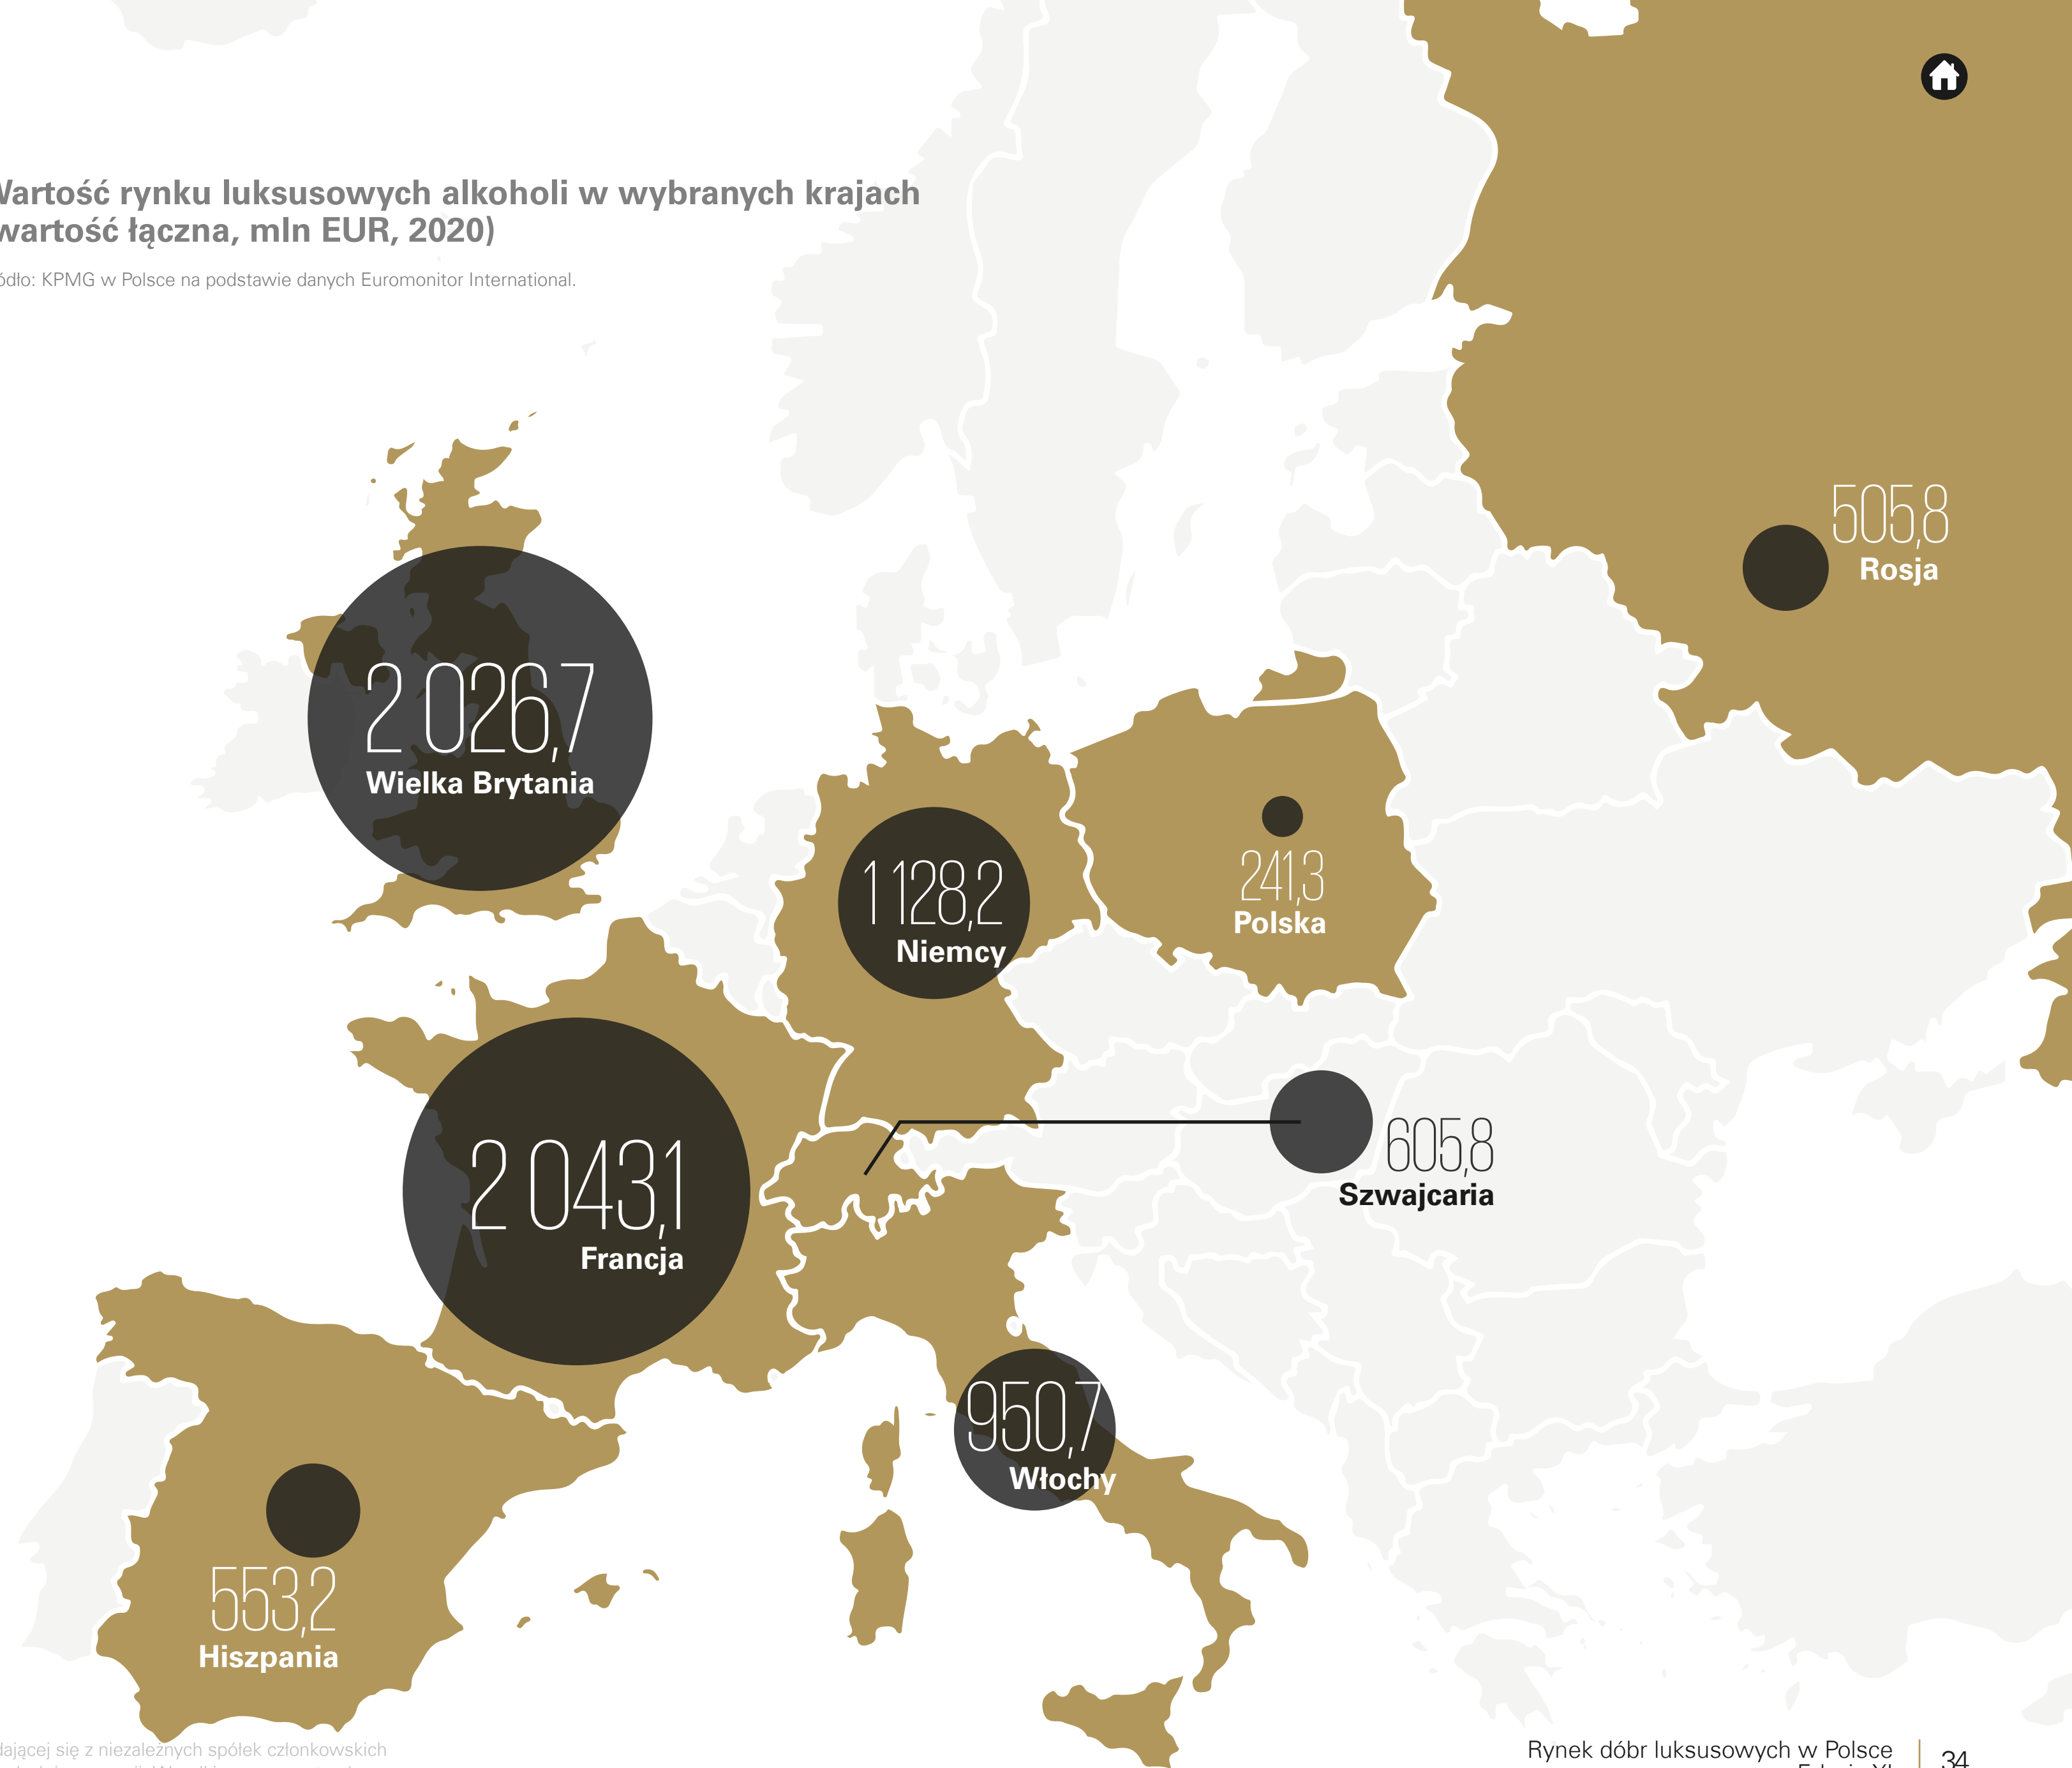 Wartość rynku luksusowych alkoholi w wybranych krajach
wartość łączna, mln EUR, 2020)
ódło: KPMG w Polsce na podstawie danych Euromonitor International.
505,8
Rosja
2 026,7
Wielka Brytania
1 128,2
Niemcy
241,3
Polska
2 043,1
Francja
605,8
Szwajcaria
950,7
Włochy
553,2
Hiszpania
dającej się z niezależnych spółek członkowskich
Rynek dóbr luksusowych w Polsce
34